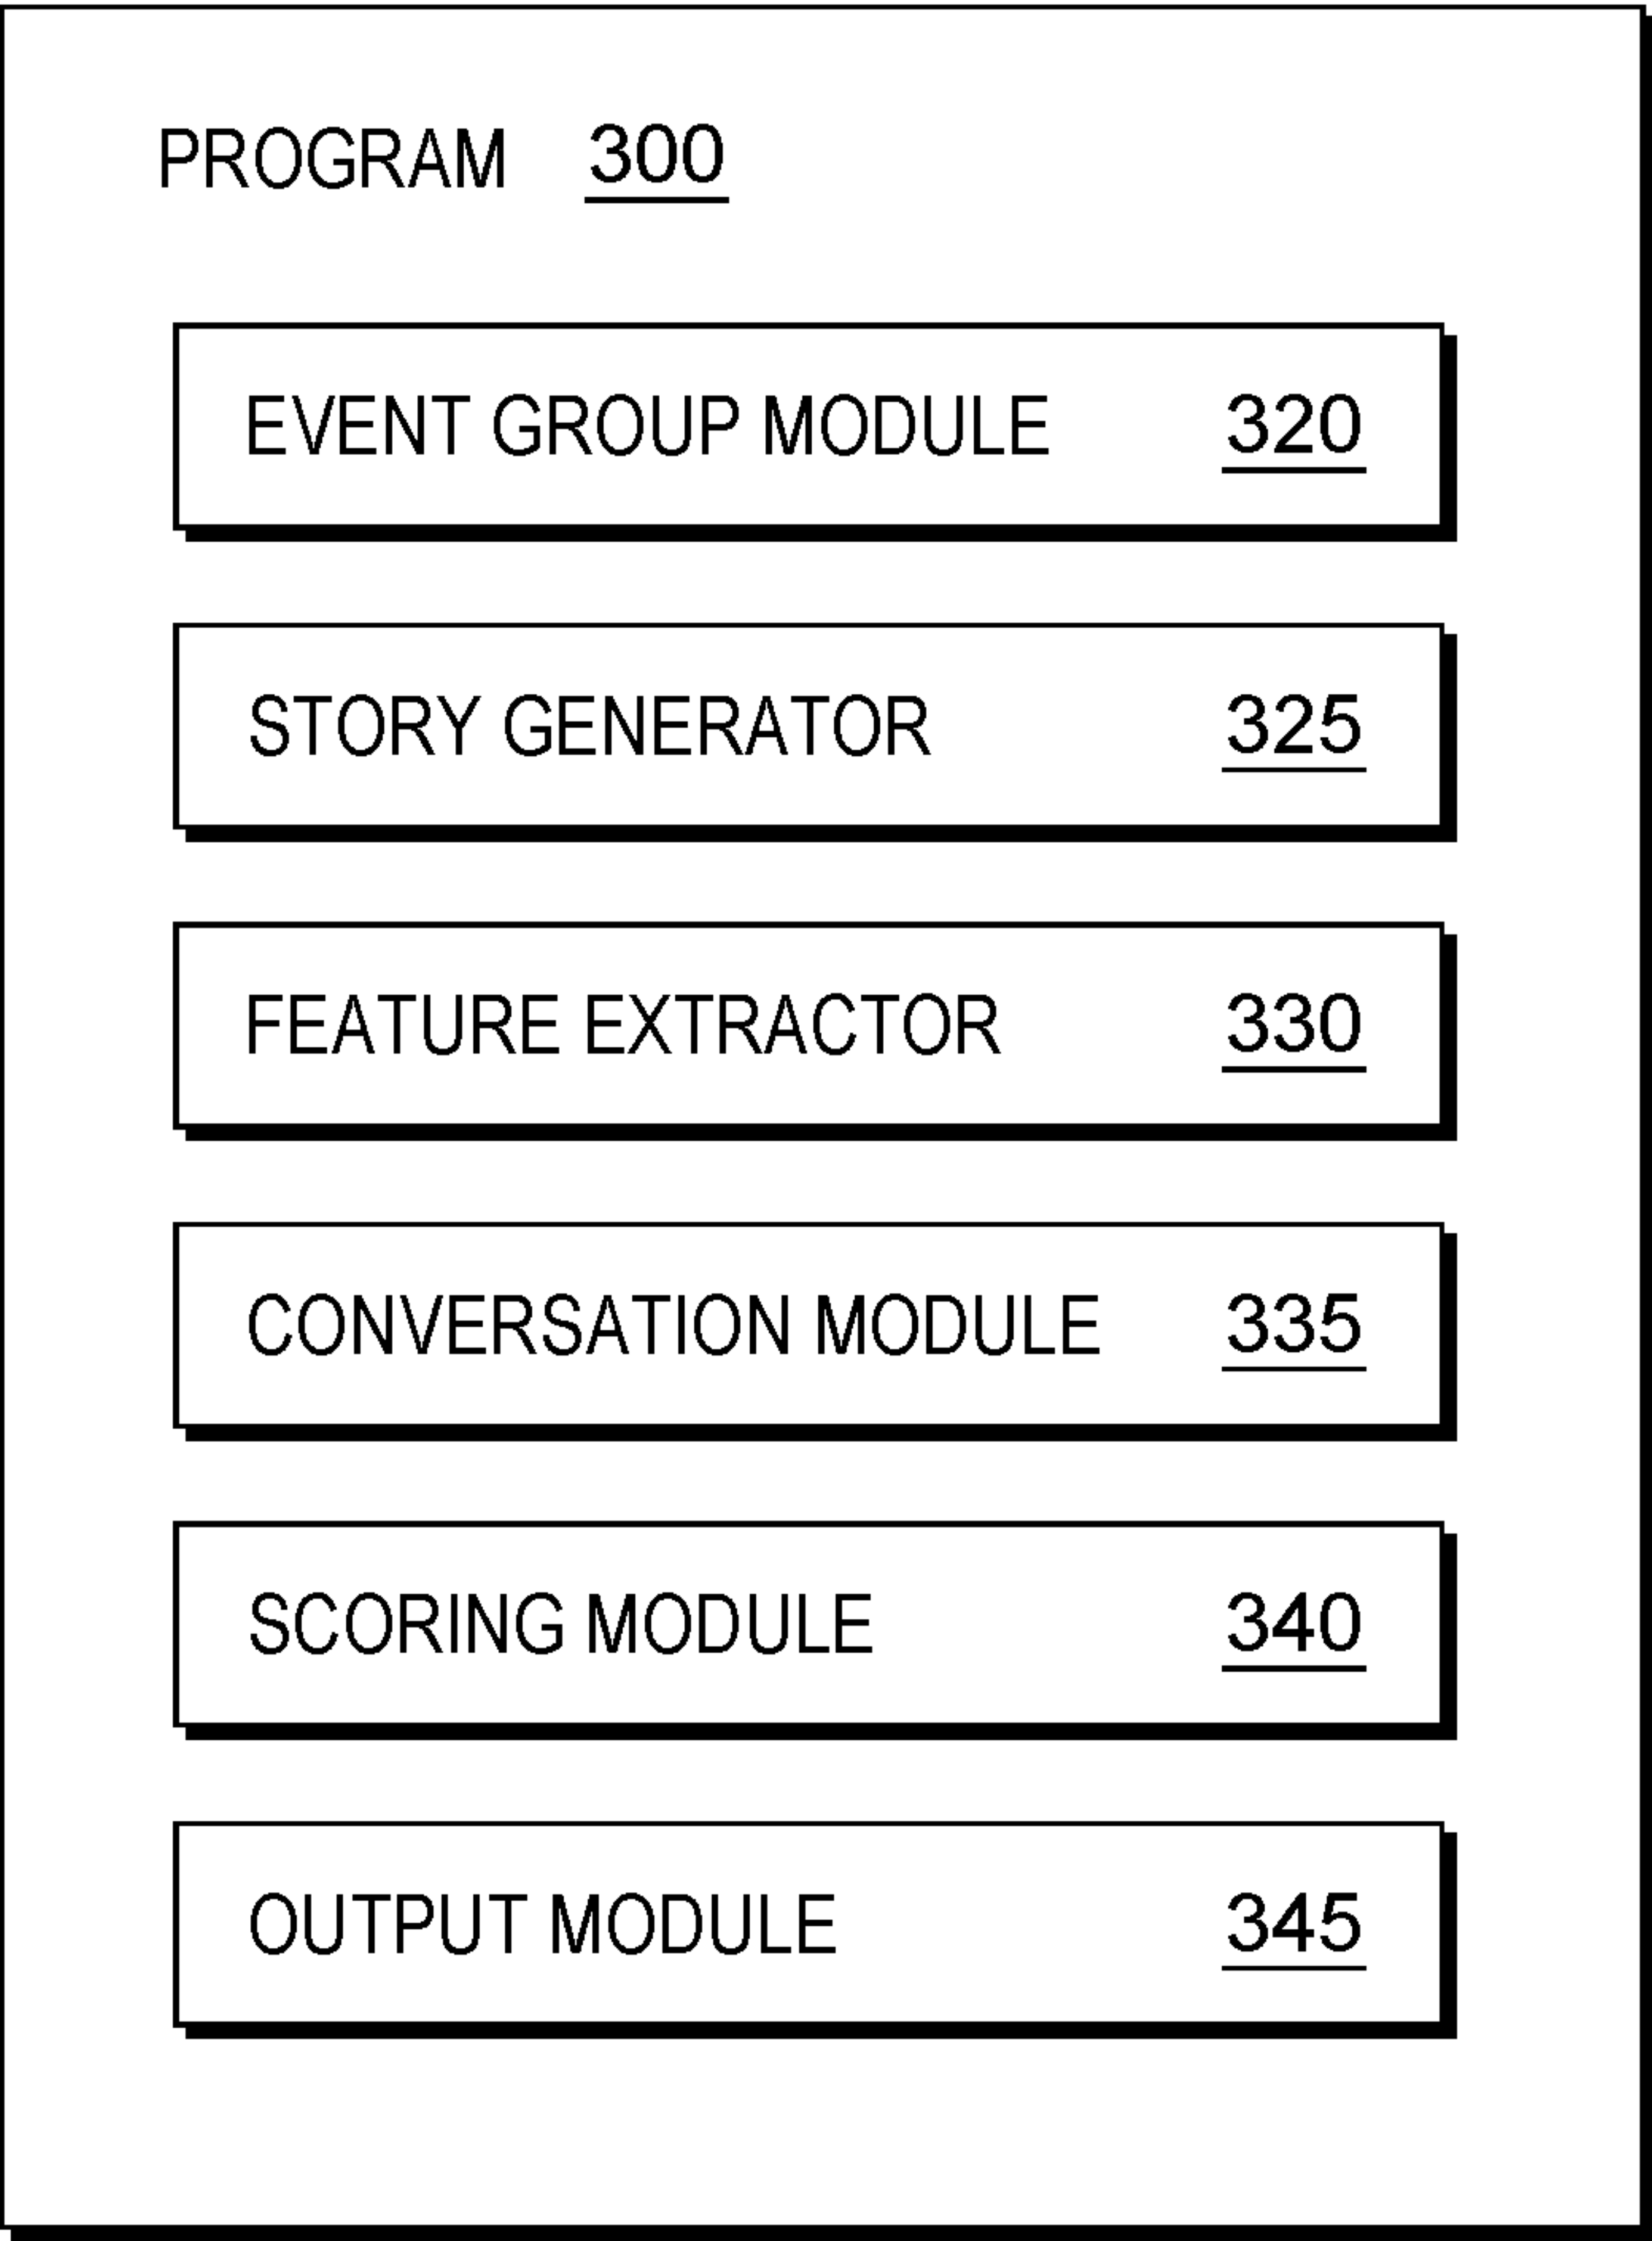 PROGRAM 300
EVENT GROUP MODULE 320
STORY GENERATOR 325
FEATURE EXTRACTOR 330
CONVERSATION MODULE 335
SCORING MODULE 340
OUTPUT MODULE 345